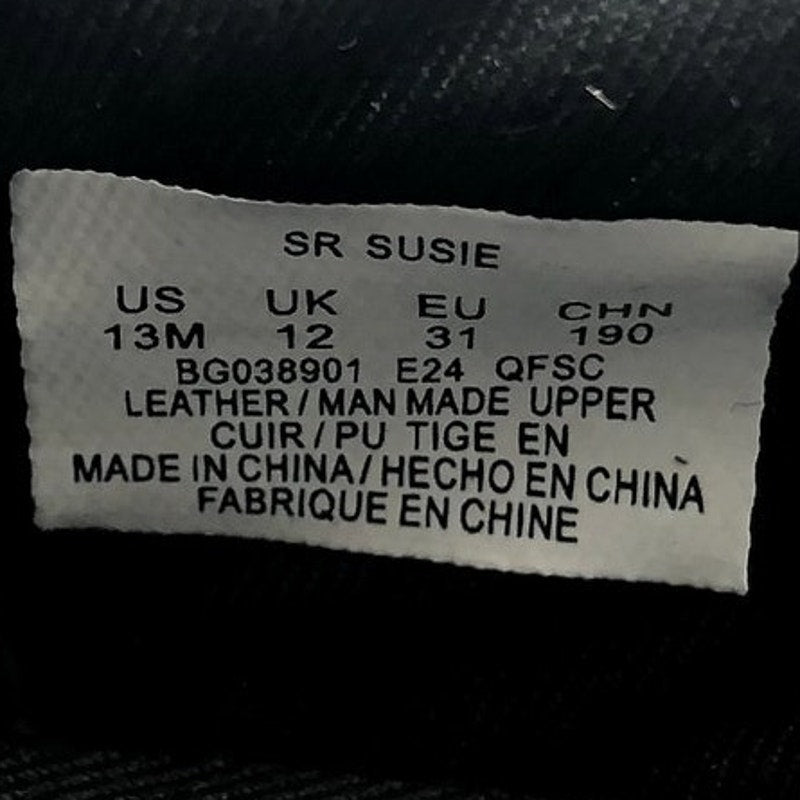 SR SUSIE
US UK EU CHN
13M 12 31 190
BG038901 E24 QFSC
LEATHER / MAN MADE UPPER
CUIR / PU TIGE EN
MADE IN CHINA / HECHO EN CHINA
FABRIQUE EN CHINE